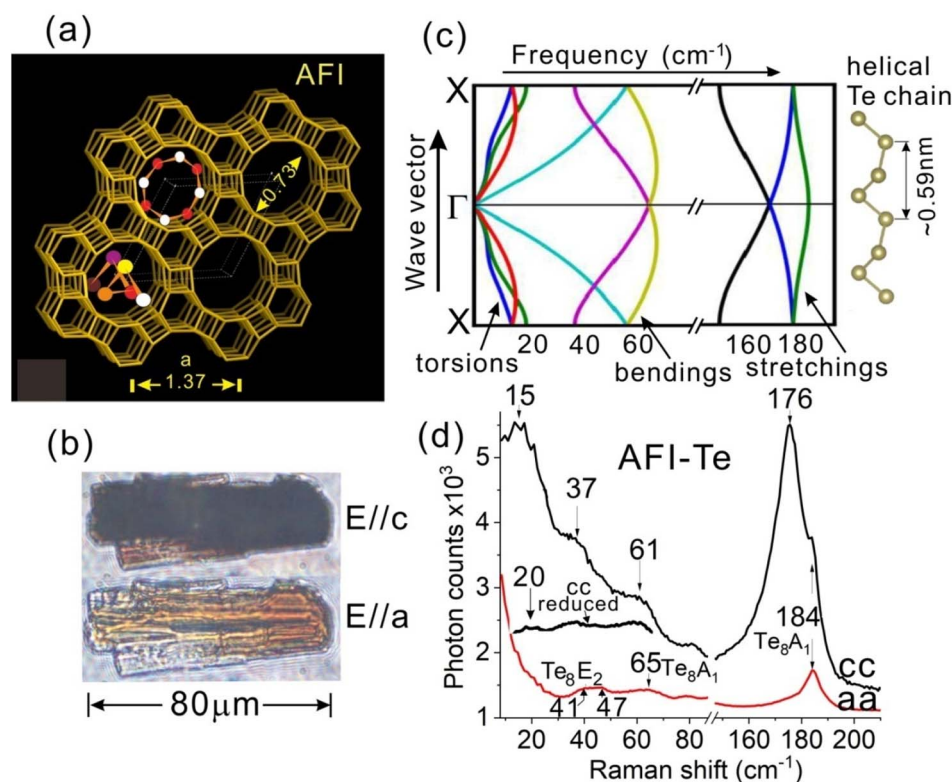 (a)
AFI
0.73
a
1.37
(b)
E//c
E//a
80μm
(c)
Frequency (cm⁻¹)
helical
Te chain
X
Γ
X
Wave vector
~0.59nm
20 40 60 160 180
torsions
bendings
stretchings
(d)
AFI-Te
15
37
61
176
20
cc
reduced
184
Te₈A₁
cc
aa
Te₈E₂
65Te₈A₁
41
47
Photon counts x10³
5
4
3
2
1
20 40 60 80 160 180 200
Raman shift (cm⁻¹)